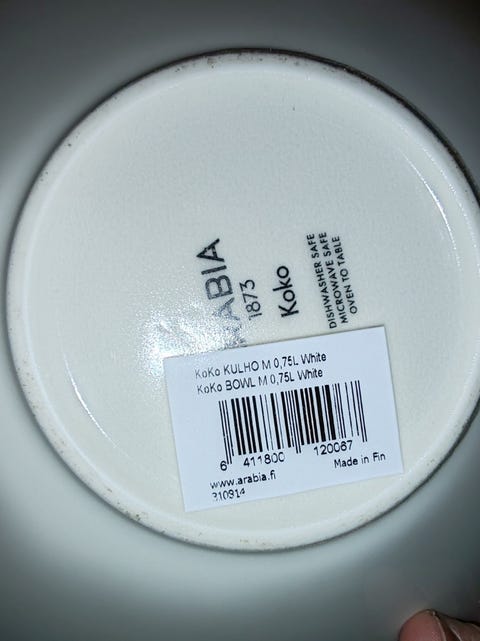 ARABIA
1873
Koko
DISHWASHER SAFE
MICROWAVE SAFE
OVEN TO TABLE
KoKo KULHO M 0,75L White
KoKo BOWL M 0,75L White
6 411800 120067
www.arabia.fi
Made in Fin
310914